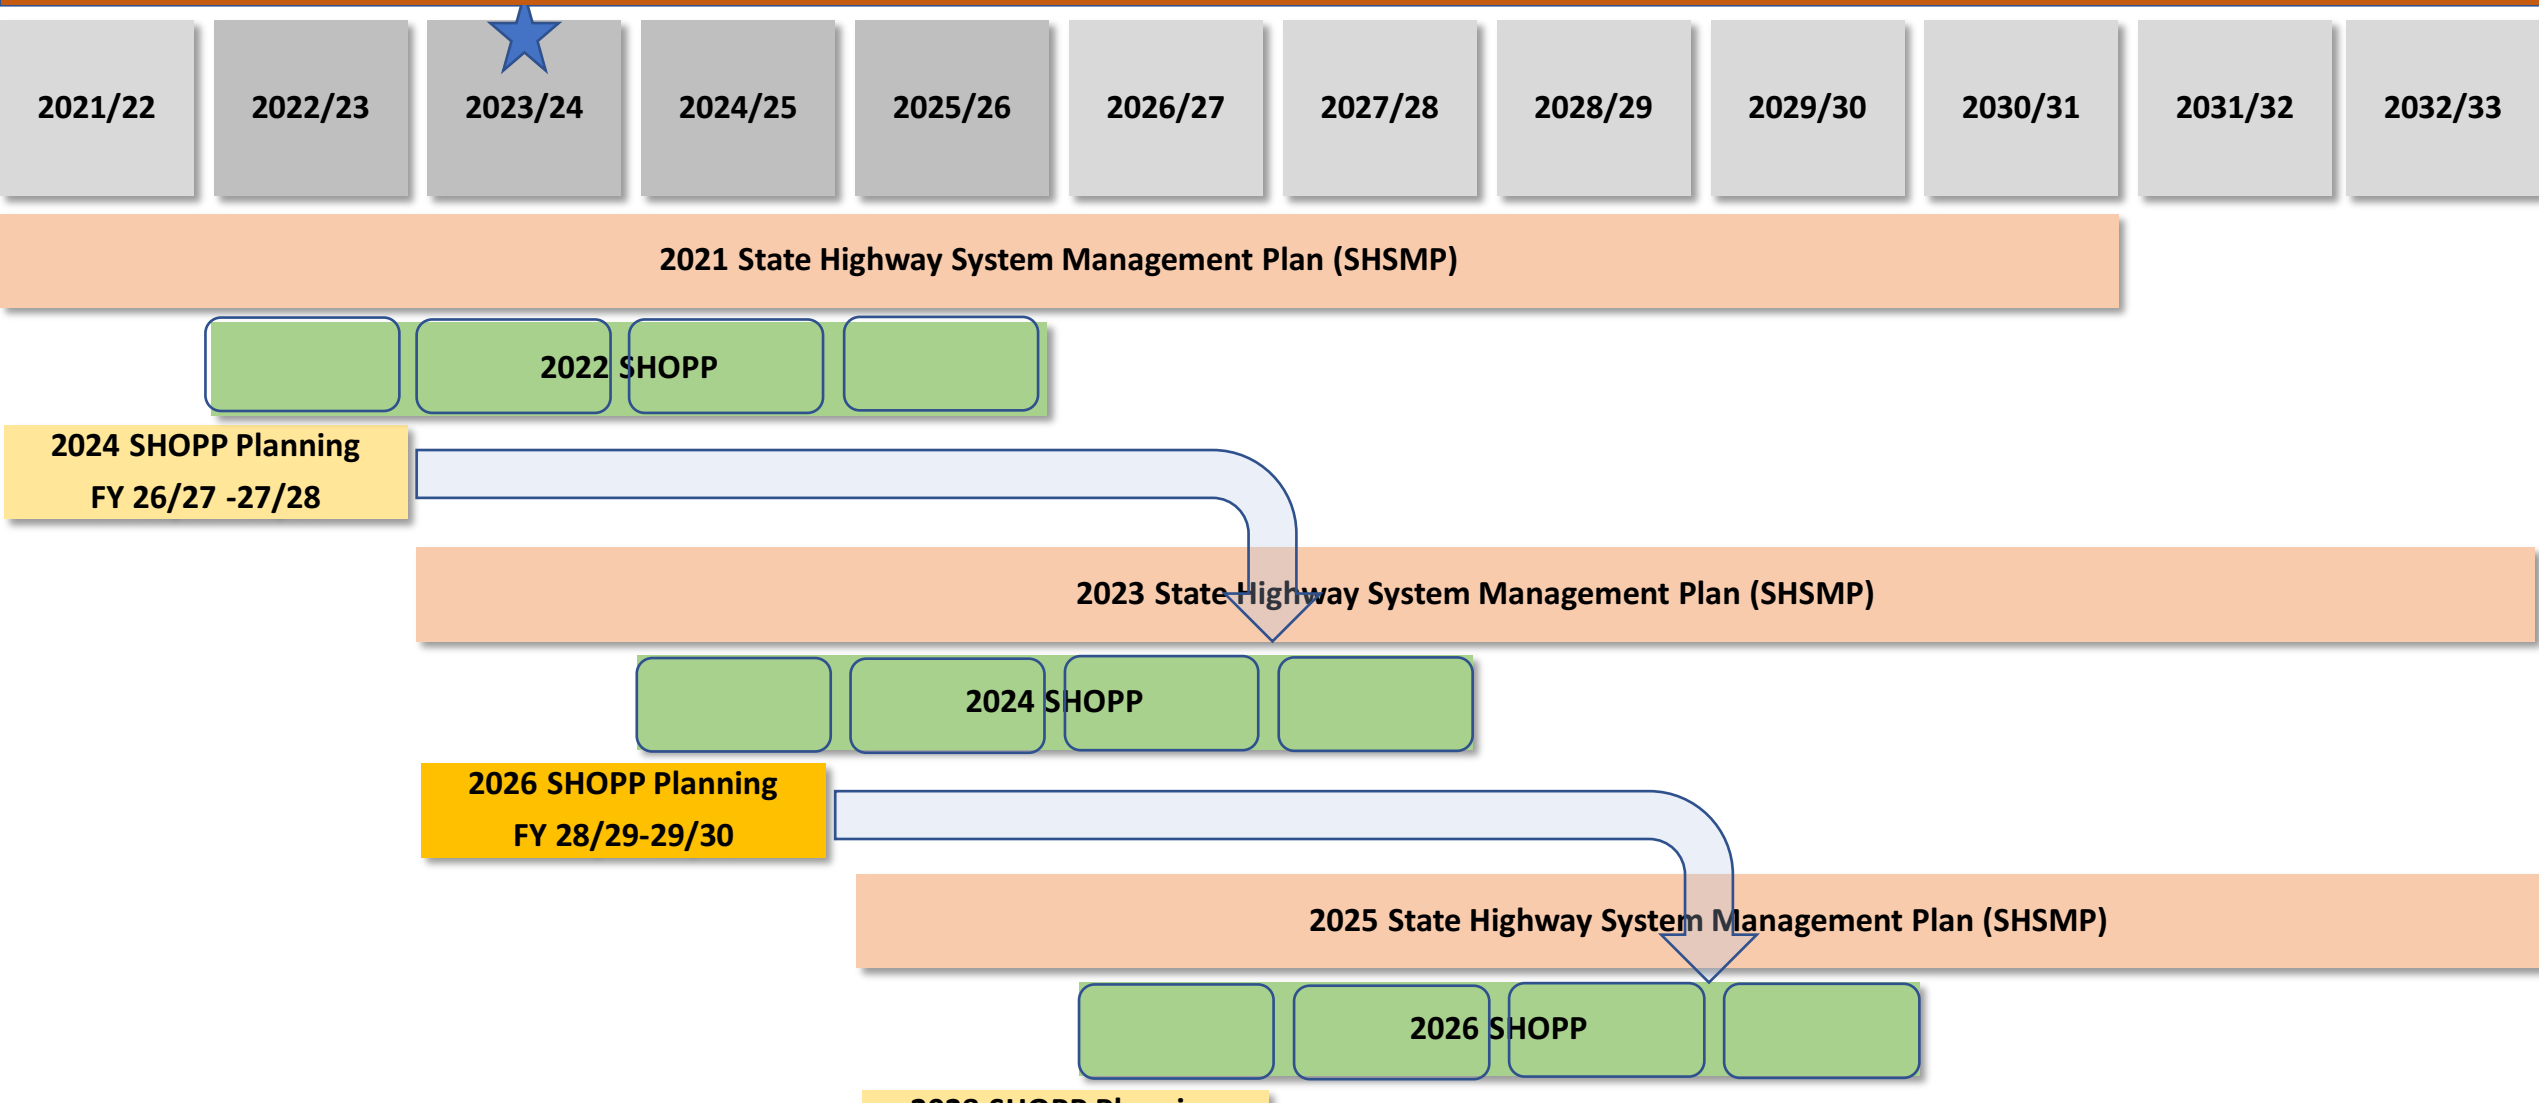 2021/22 2022/23 2023/24 2024/25 2025/26 2026/27 2027/28 2028/29 2029/30 2030/31 2031/32 2032/33
2021 State Highway System Management Plan (SHSMP)
2022 SHOPP
2024 SHOPP Planning
FY 26/27 -27/28
2023 State Highway System Management Plan (SHSMP)
2024 SHOPP
2026 SHOPP Planning
FY 28/29-29/30
2025 State Highway System Management Plan (SHSMP)
2026 SHOPP
SHOPP